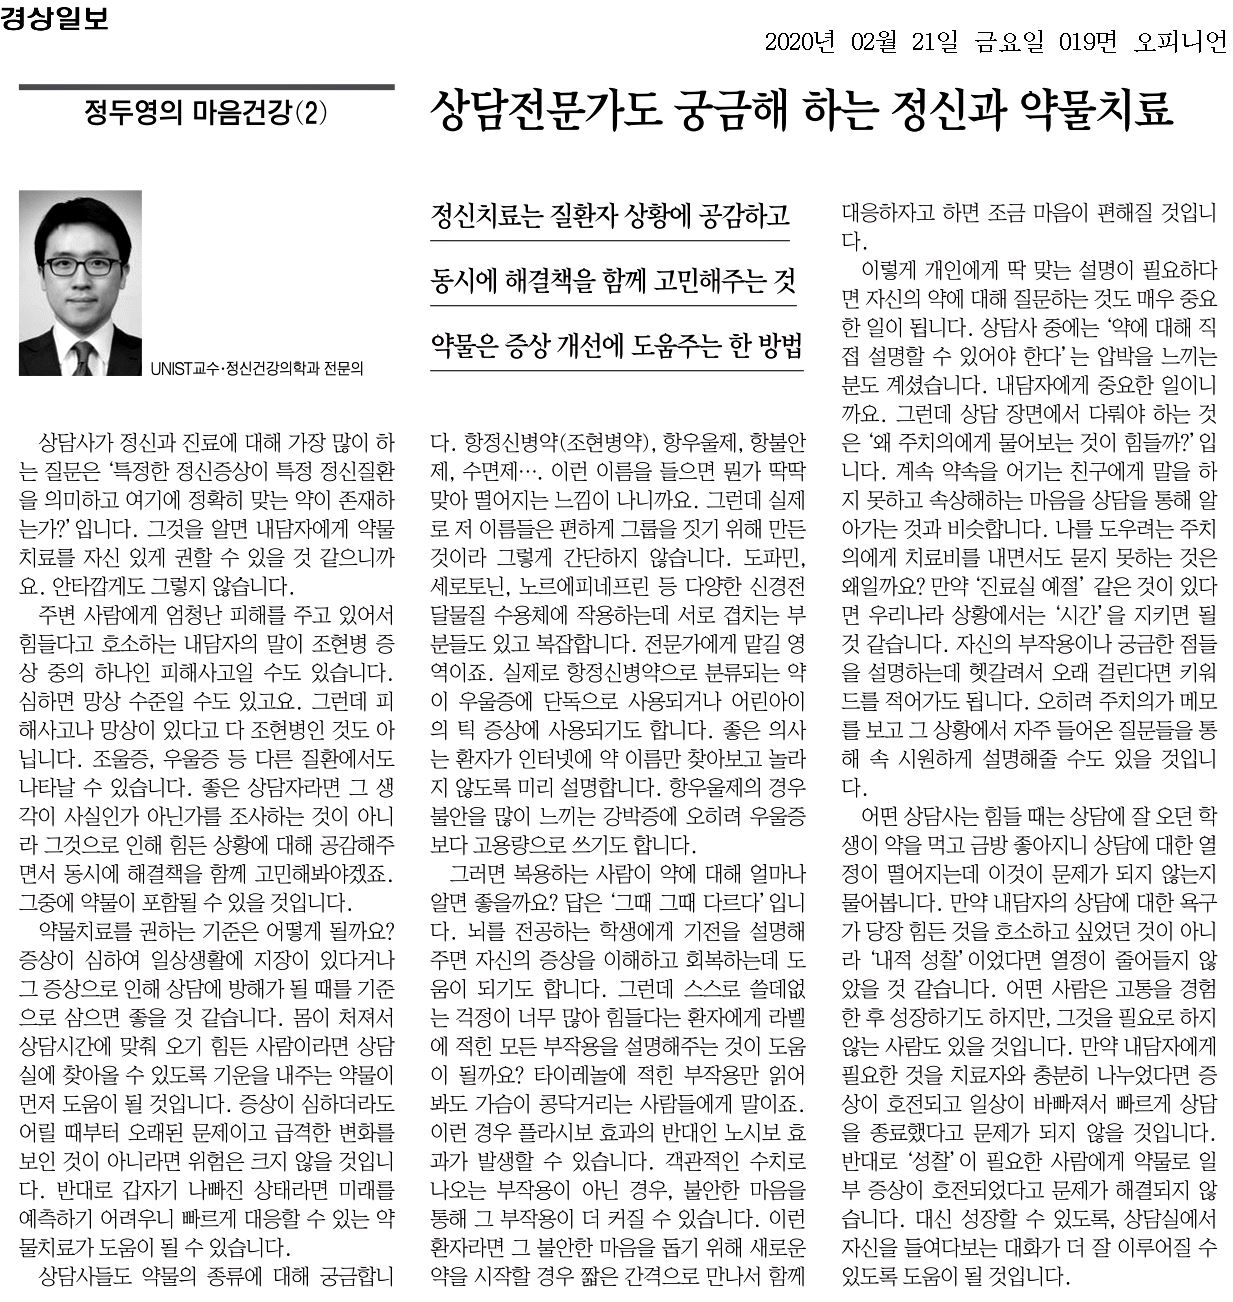 경상일보
2020년 02월 21일 금요일 019면 오피니언
정두영의 마음건강(2)
상담전문가도 궁금해 하는 정신과 약물치료
UNIST교수·정신건강의학과 전문의
정신치료는 질환자 상황에 공감하고
동시에 해결책을 함께 고민해주는 것
약물은 증상 개선에 도움주는 한 방법
상담사가 정신과 진료에 대해 가장 많이 하
는 질문은 ‘특정한 정신증상이 특정 정신질환
을 의미하고 여기에 정확히 맞는 약이 존재하
는가?’입니다. 그것을 알면 내담자에게 약물
치료를 자신 있게 권할 수 있을 것 같으니까
요. 안타깝게도 그렇지 않습니다.
주변 사람에게 엄청난 피해를 주고 있어서
힘들다고 호소하는 내담자의 말이 조현병 증
상 중의 하나인 피해사고일 수도 있습니다.
심하면 망상 수준일 수도 있고요. 그런데 피
해사고나 망상이 있다고 다 조현병인 것도 아
닙니다. 조울증, 우울증 등 다른 질환에서도
나타날 수 있습니다. 좋은 상담자라면 그 생
각이 사실인가 아닌가를 조사하는 것이 아니
라 그것으로 인해 힘든 상황에 대해 공감해주
면서 동시에 해결책을 함께 고민해봐야겠죠.
그중에 약물이 포함될 수 있을 것입니다.
약물치료를 권하는 기준은 어떻게 될까요?
증상이 심하여 일상생활에 지장이 있다거나
그 증상으로 인해 상담에 방해가 될 때를 기준
으로 삼으면 좋을 것 같습니다. 몸이 처져서
상담시간에 맞춰 오기 힘든 사람이라면 상담
실에 찾아올 수 있도록 기운을 내주는 약물이
먼저 도움이 될 것입니다. 증상이 심하더라도
어릴 때부터 오래된 문제이고 급격한 변화를
보인 것이 아니라면 위험은 크지 않을 것입니
다. 반대로 갑자기 나빠진 상태라면 미래를
예측하기 어려우니 빠르게 대응할 수 있는 약
물치료가 도움이 될 수 있습니다.
상담사들도 약물의 종류에 대해 궁금합니
다. 항정신병약(조현병약), 항우울제, 항불안
제, 수면제…. 이런 이름을 들으면 뭔가 딱딱
맞아 떨어지는 느낌이 나니까요. 그런데 실제
로 저 이름들은 편하게 그룹을 짓기 위해 만든
것이라 그렇게 간단하지 않습니다. 도파민,
세로토닌, 노르에피네프린 등 다양한 신경전
달물질 수용체에 작용하는데 서로 겹치는 부
분들도 있고 복잡합니다. 전문가에게 맡길 영
역이죠. 실제로 항정신병약으로 분류되는 약
이 우울증에 단독으로 사용되거나 어린아이
의 틱 증상에 사용되기도 합니다. 좋은 의사
는 환자가 인터넷에 약 이름만 찾아보고 놀라
지 않도록 미리 설명합니다. 항우울제의 경우
불안을 많이 느끼는 강박증에 오히려 우울증
보다 고용량으로 쓰기도 합니다.
그러면 복용하는 사람이 약에 대해 얼마나
알면 좋을까요? 답은 ‘그때 그때 다르다’입니
다. 뇌를 전공하는 학생에게 기전을 설명해
주면 자신의 증상을 이해하고 회복하는데 도
움이 되기도 합니다. 그런데 스스로 쓸데없
는 걱정이 너무 많아 힘들다는 환자에게 라벨
에 적힌 모든 부작용을 설명해주는 것이 도움
이 될까요? 타이레놀에 적힌 부작용만 읽어
봐도 가슴이 콩닥거리는 사람들에게 말이죠.
이런 경우 플라시보 효과의 반대인 노시보 효
과가 발생할 수 있습니다. 객관적인 수치로
나오는 부작용이 아닌 경우, 불안한 마음을
통해 그 부작용이 더 커질 수 있습니다. 이런
환자라면 그 불안한 마음을 돕기 위해 새로운
약을 시작할 경우 짧은 간격으로 만나서 함께
대응하자고 하면 조금 마음이 편해질 것입니
다.
이렇게 개인에게 딱 맞는 설명이 필요하다
면 자신의 약에 대해 질문하는 것도 매우 중요
한 일이 됩니다. 상담사 중에는 ‘약에 대해 직
접 설명할 수 있어야 한다’는 압박을 느끼는
분도 계셨습니다. 내담자에게 중요한 일이니
까요. 그런데 상담 장면에서 다뤄야 하는 것
은 ‘왜 주치의에게 물어보는 것이 힘들까?’입
니다. 계속 약속을 어기는 친구에게 말을 하
지 못하고 속상해하는 마음을 상담을 통해 알
아가는 것과 비슷합니다. 나를 도우려는 주치
의에게 치료비를 내면서도 묻지 못하는 것은
왜일까요? 만약 ‘진료실 예절’ 같은 것이 있다
면 우리나라 상황에서는 ‘시간’을 지키면 될
것 같습니다. 자신의 부작용이나 궁금한 점들
을 설명하는데 헷갈려서 오래 걸린다면 키워
드를 적어가도 됩니다. 오히려 주치의가 메모
를 보고 그 상황에서 자주 들어온 질문들을 통
해 속 시원하게 설명해줄 수도 있을 것입니
다.
어떤 상담사는 힘들 때는 상담에 잘 오던 학
생이 약을 먹고 금방 좋아지니 상담에 대한 열
정이 떨어지는데 이것이 문제가 되지 않는지
물어봅니다. 만약 내담자의 상담에 대한 욕구
가 당장 힘든 것을 호소하고 싶었던 것이 아니
라 ‘내적 성찰’이었다면 열정이 줄어들지 않
았을 것 같습니다. 어떤 사람은 고통을 경험
한 후 성장하기도 하지만, 그것을 필요로 하지
않는 사람도 있을 것입니다. 만약 내담자에게
필요한 것을 치료자와 충분히 나누었다면 증
상이 호전되고 일상이 바빠져서 빠르게 상담
을 종료했다고 문제가 되지 않을 것입니다.
반대로 ‘성찰’이 필요한 사람에게 약물로 일
부 증상이 호전되었다고 문제가 해결되지 않
습니다. 대신 성장할 수 있도록, 상담실에서
자신을 들여다보는 대화가 더 잘 이루어질 수
있도록 도움이 될 것입니다.